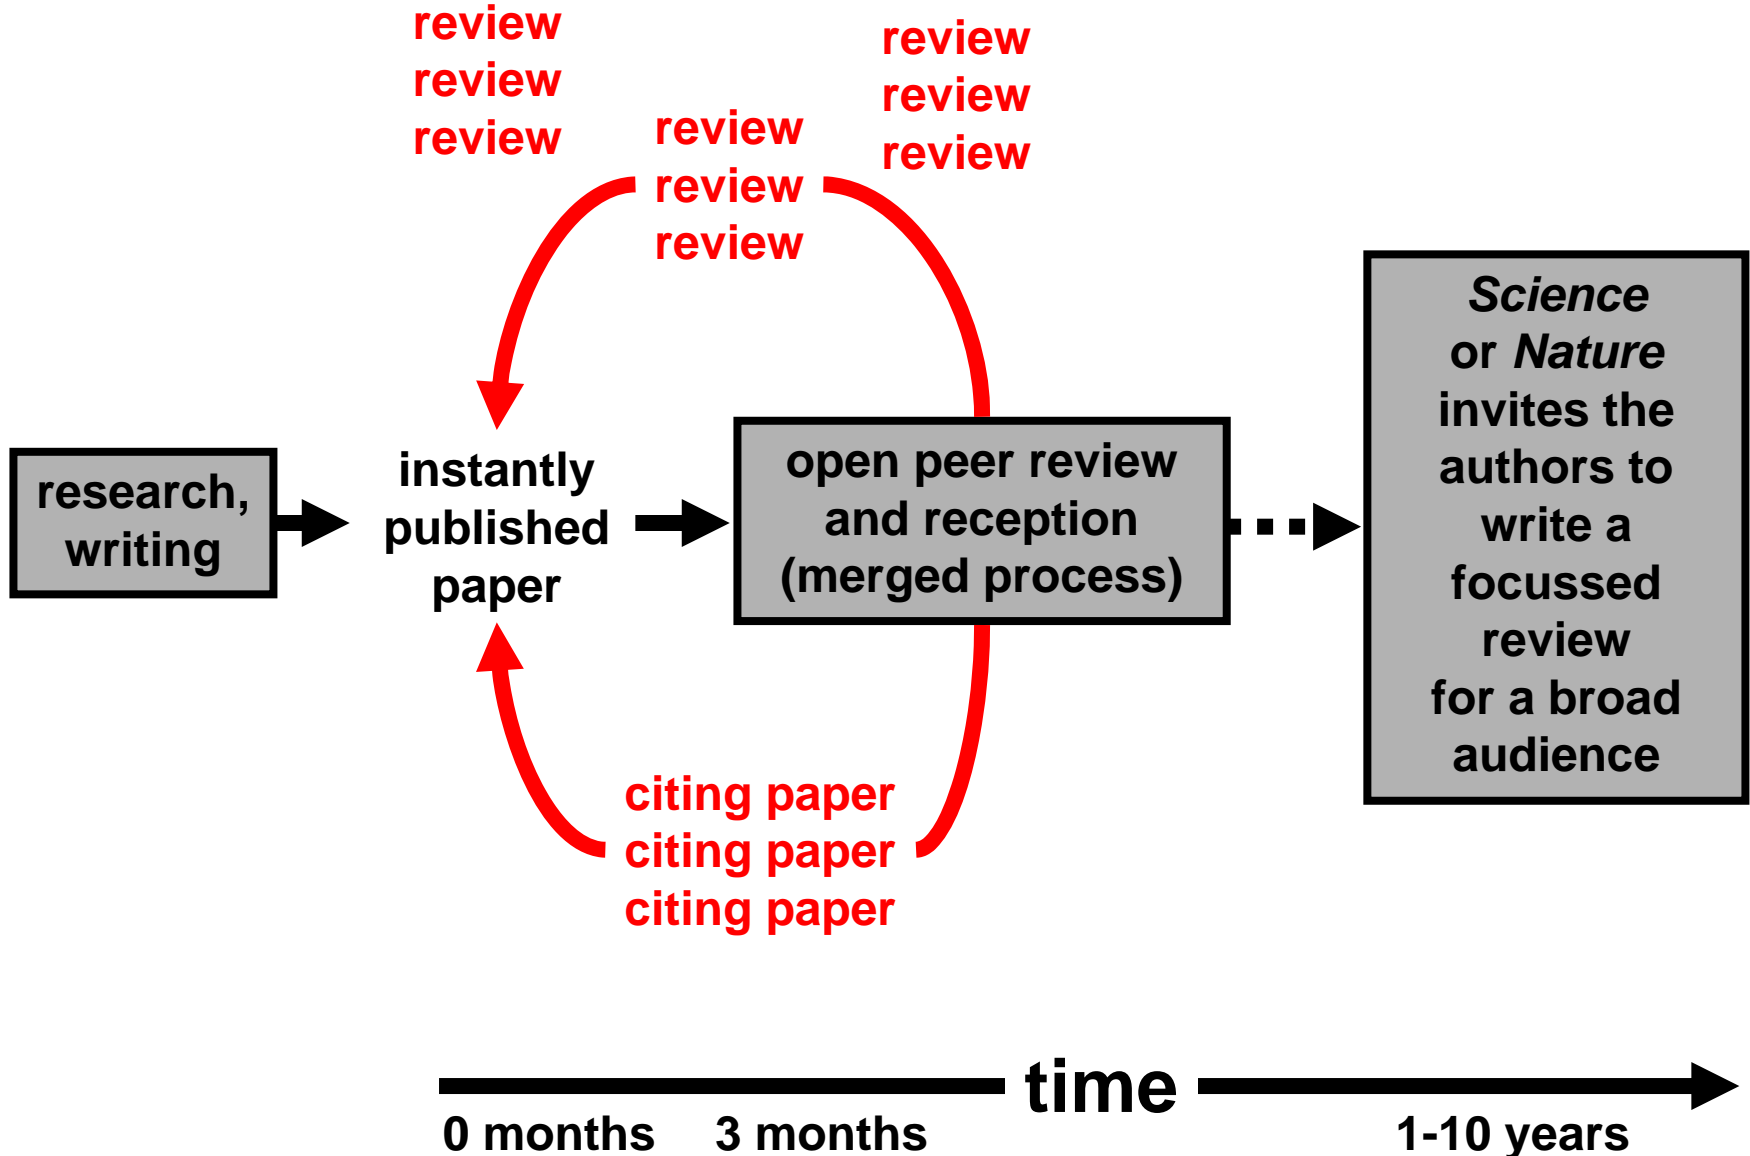 review
review
review
review
review
review
review
review
review
research,
writing
instantly
published
paper
open peer review
and reception
(merged process)
Science
or Nature
invites the
authors to
write a
focussed
review
for a broad
audience
citing paper
citing paper
citing paper
time
0 months
3 months
1-10 years